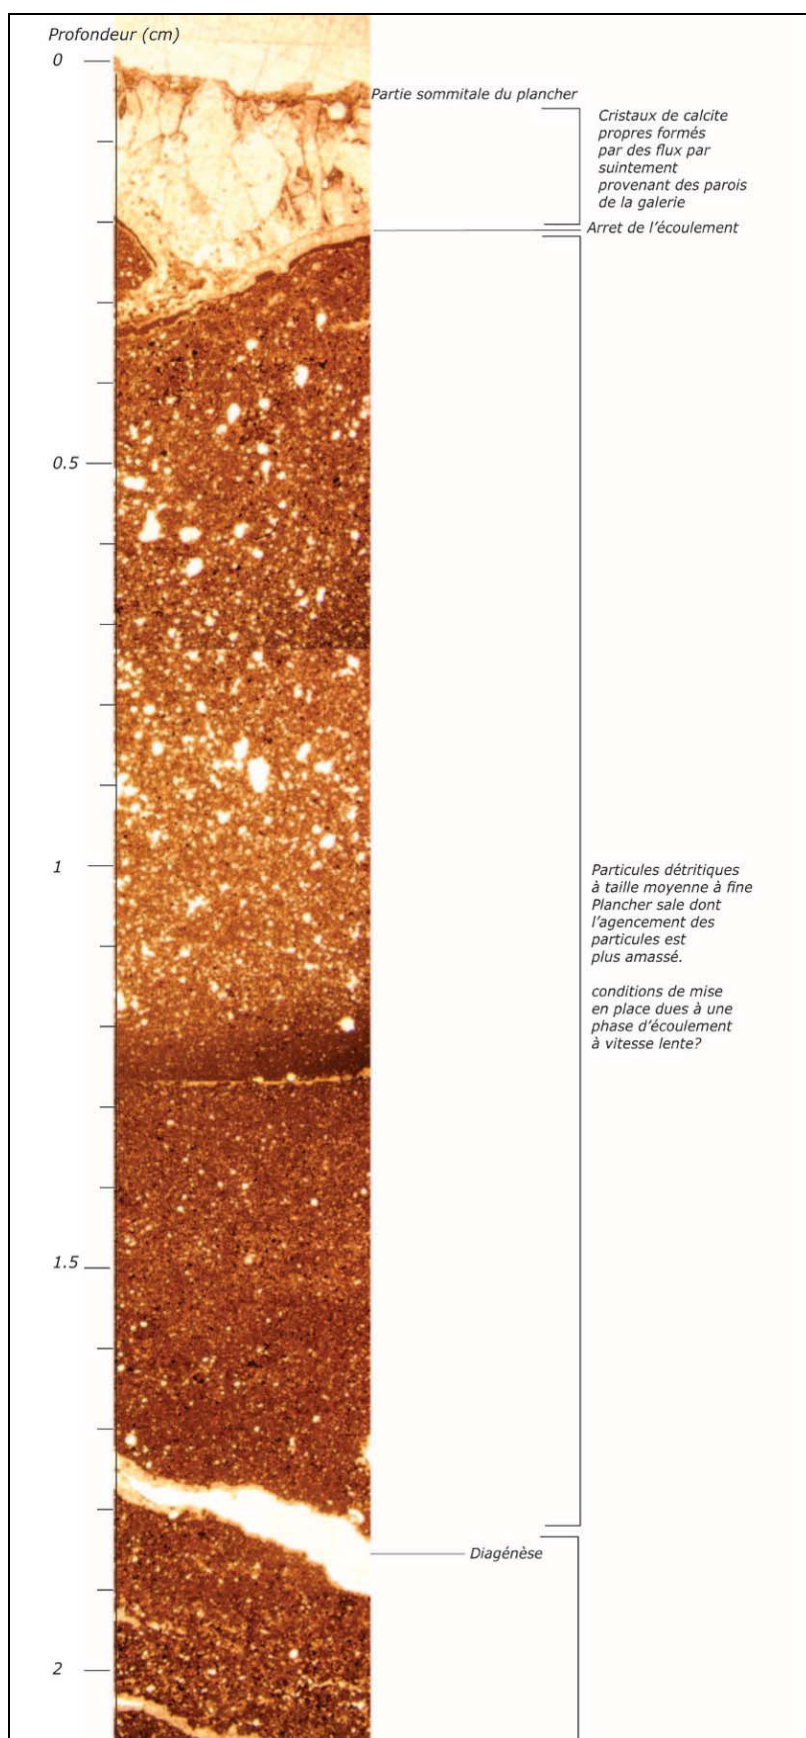 Profondeur (cm)
0
Partie sommitale du plancher
Cristaux de calcite
propres formés
par des flux par
suintement
provenant des parois
de la galerie
Arret de l'écoulement
0.5
1
Particules détritiques
à taille moyenne à fine
Plancher sale dont
l'agencement des
particules est
plus amassé.
conditions de mise
en place dues à une
phase d'écoulement
à vitesse lente?
1.5
Diagénèse
2